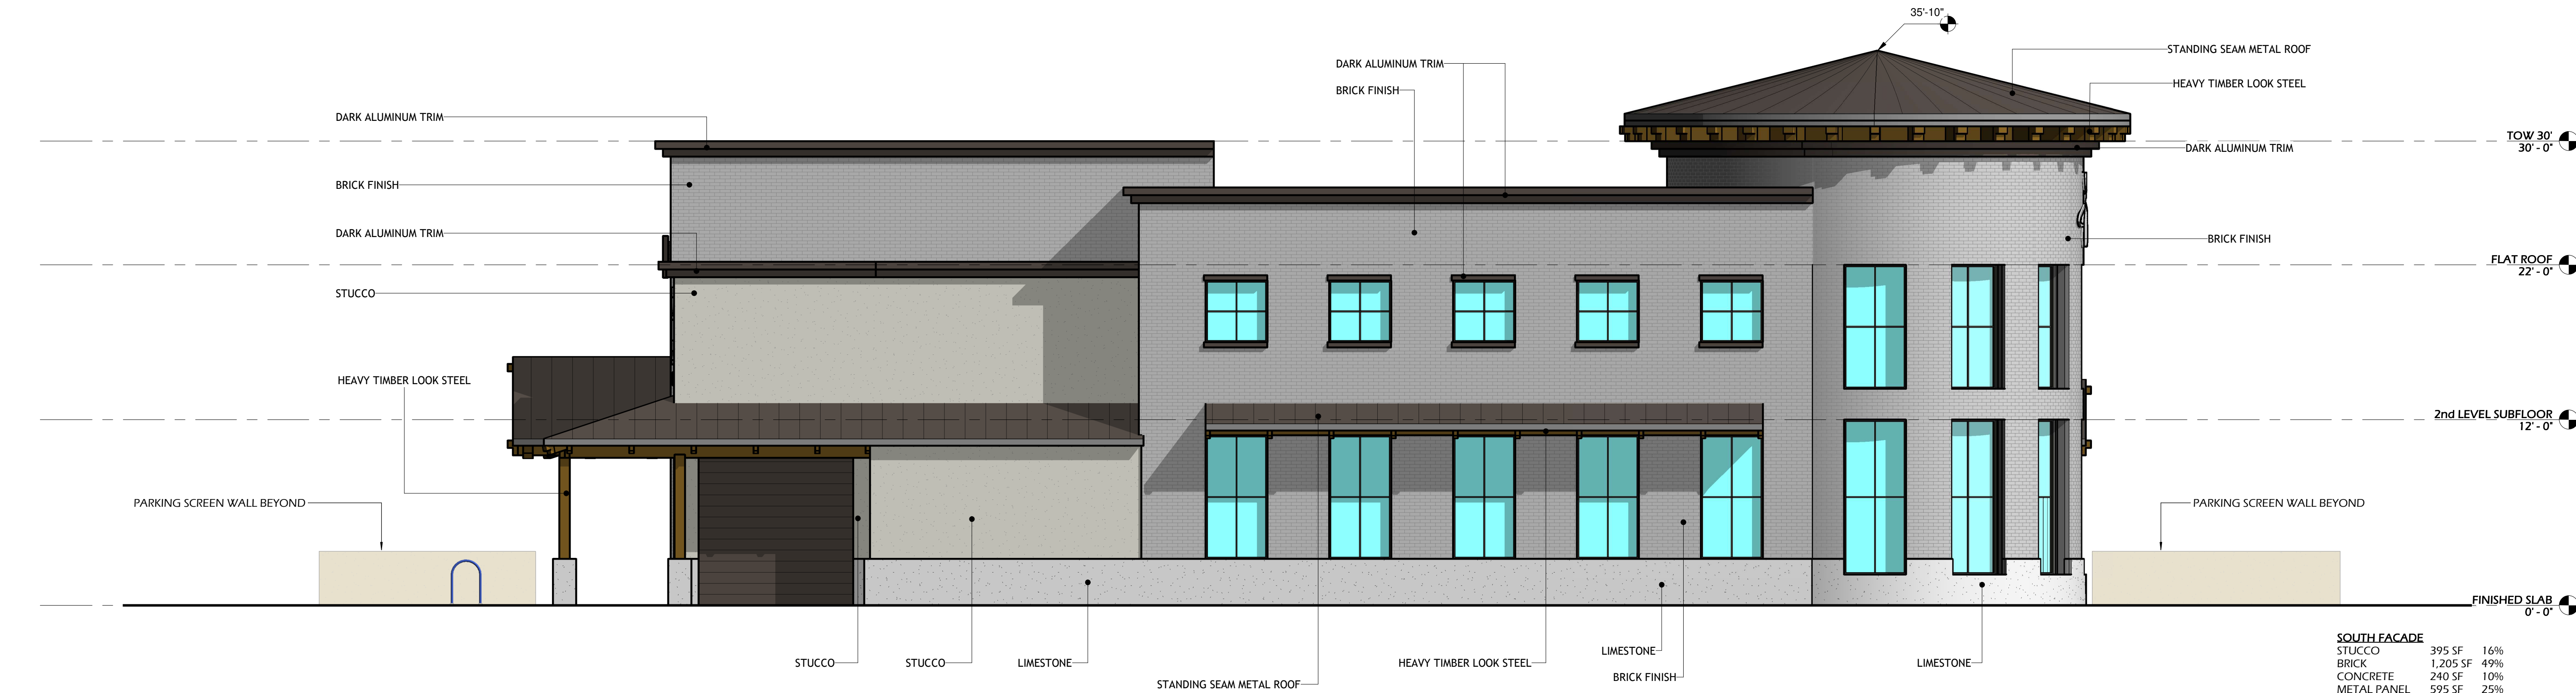 35'-10"
STANDING SEAM METAL ROOF
DARK ALUMINUM TRIM
HEAVY TIMBER LOOK STEEL
BRICK FINISH
DARK ALUMINUM TRIM
TOW 30'
30' - 0"
DARK ALUMINUM TRIM
BRICK FINISH
DARK ALUMINUM TRIM
BRICK FINISH
FLAT ROOF
22' - 0"
STUCCO
HEAVY TIMBER LOOK STEEL
2nd LEVEL SUBFLOOR
12' - 0"
PARKING SCREEN WALL BEYOND
PARKING SCREEN WALL BEYOND
FINISHED SLAB
0' - 0"
STUCCO
STUCCO
LIMESTONE
STANDING SEAM METAL ROOF
HEAVY TIMBER LOOK STEEL
LIMESTONE
BRICK FINISH
LIMESTONE
SOUTH FACADE
STUCCO 395 SF 16%
BRICK 1,205 SF 49%
CONCRETE 240 SF 10%
METAL PANEL 595 SF 25%